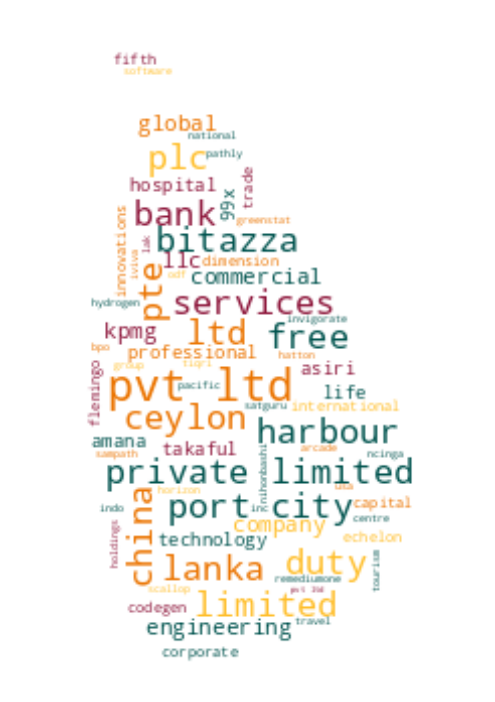 fifth
software
global
national
plc
pathly
hospital
trade
bank
99x
greenstat
innovations
bitazza
lak
iviva
llc
dimension
pte
odf
commercial
hydrogen
services
invigorate
kpmg
ltd
free
bpo
professional
hatton
group
tiqri
asiri
flemingo
pvt ltd
pacific
life
satguru
international
ceylon
harbour
amana
takaful
arcade
sampath
ncinga
nihonbashi
private limited
horizon
usa
china
port city
capital
indo
inc
centre
company
holdings
technology
echelon
lanka
duty
tourism
remediumone
scallop
pvt ltd
limited
codegen
travel
engineering
corporate